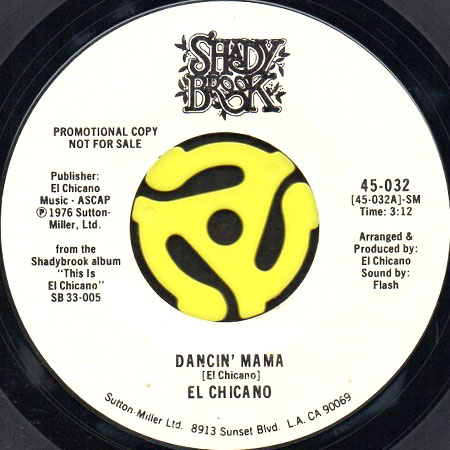 SHADY
BROOK
PROMOTIONAL COPY
NOT FOR SALE
Publisher:
El Chicano
Music - ASCAP
Ⓟ 1976 Sutton-
Miller, Ltd.
from the
Shadybrook album
"This Is
El Chicano"
SB 33-005
45-032
[45-032A]-SM
Time: 3:12
Arranged &
Produced by:
El Chicano
Sound by:
Flash
DANCIN' MAMA
[El Chicano]
EL CHICANO
Sutton-Miller Ltd. 8913 Sunset Blvd. L.A. CA 90069